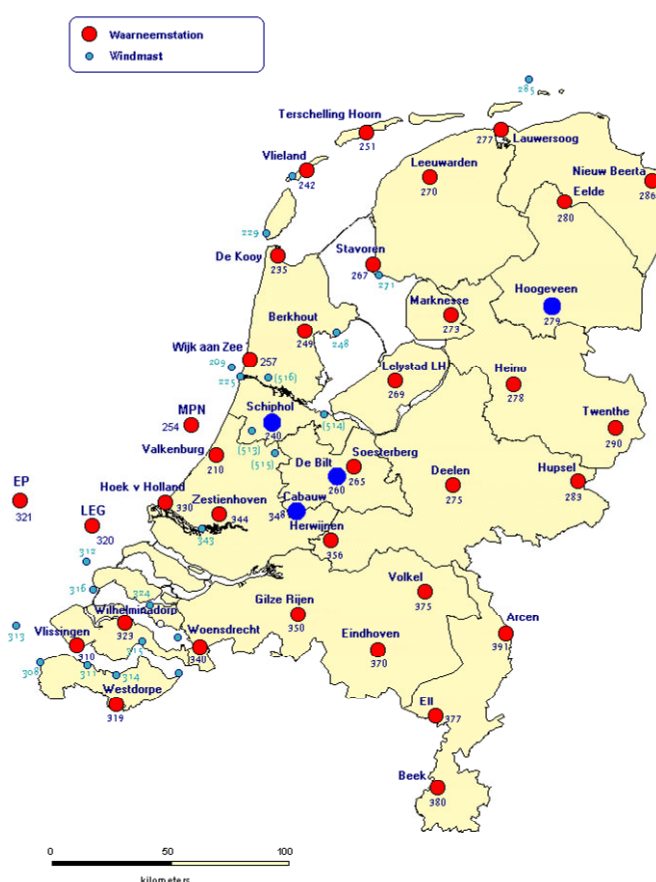 Waarneemstation
Windmast
285
Terschelling Hoorn
251
277
Lauwersoog
Vlieland
242
Leeuwarden
270
Nieuw Beerta
286
Eelde
280
229
De Kooy
235
Stavoren
267
271
Hoogeveen
279
Marknesse
273
Berkhout
249
248
Wijk aan Zee
257
209
225
(516)
Lelystad LH
269
Heino
278
MPN
254
Schiphol
240
(514)
(513)
(515)
Twenthe
290
Valkenburg
210
De Bilt
260
Soesterberg
265
Deelen
275
Hupsel
283
EP
321
LEG
320
Hoek v Holland
330
Zestienhoven
344
343
Cabauw
348
Herwijnen
356
312
316
324
Wilhelminadorp
323
Volkel
375
Gilze Rijen
350
Arcen
391
313
Vlissingen
310
315
Woensdrecht
340
Eindhoven
370
308
311
314
Westdorpe
319
Ell
377
Beek
380
0
50
100
kilometers